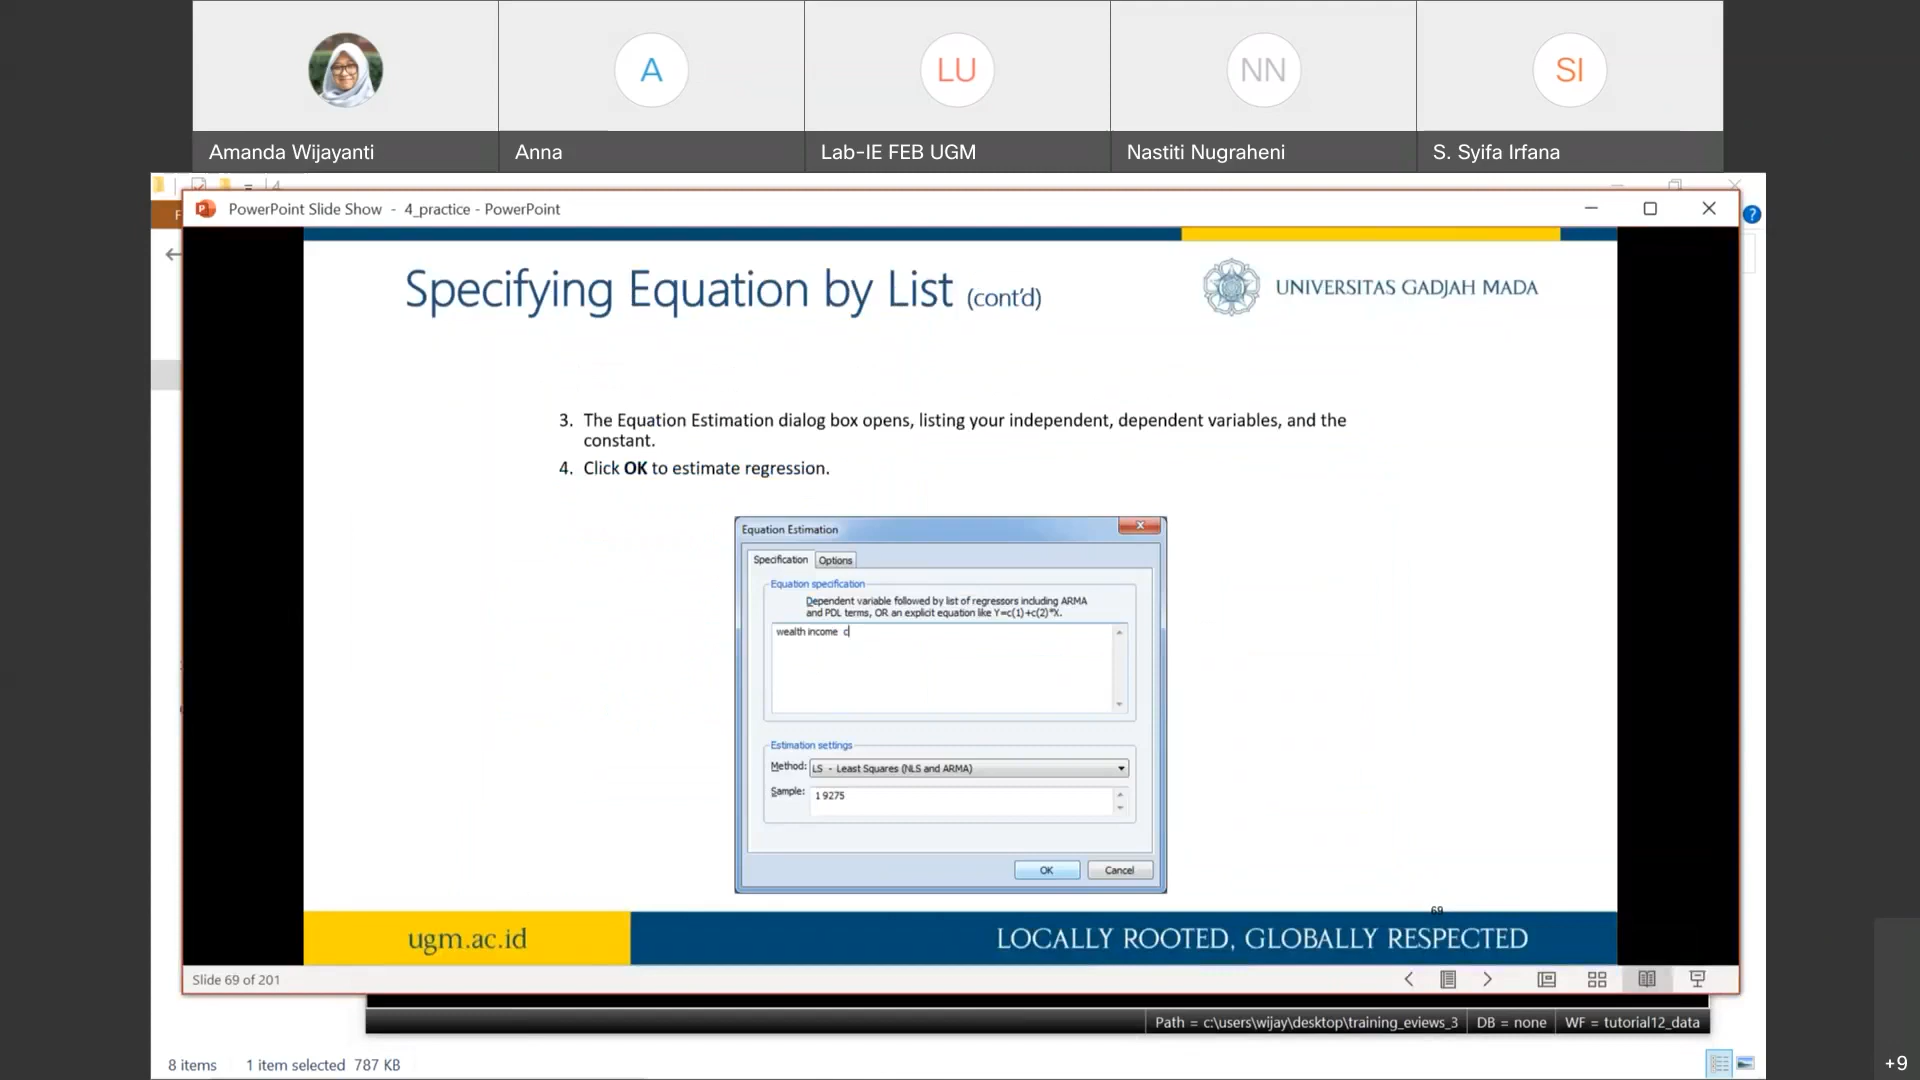 A
LU
NN
SI
Amanda Wijayanti
Anna
Lab-IE FEB UGM
Nastiti Nugraheni
S. Syifa Irfana
4
PowerPoint Slide Show - 4_practice - PowerPoint
Specifying Equation by List (cont'd)
UNIVERSITAS GADJAH MADA
3. The Equation Estimation dialog box opens, listing your independent, dependent variables, and the
constant.
4. Click OK to estimate regression.
Equation Estimation
Specification
Options
Equation specification
Dependent variable followed by list of regressors including ARMA
and PDL terms, OR an explicit equation like Y=c(1)+c(2)*X.
wealth income c
Estimation settings
Method: LS - Least Squares (NLS and ARMA)
Sample: 1 9275
OK
Cancel
69
ugm.ac.id
LOCALLY ROOTED, GLOBALLY RESPECTED
Slide 69 of 201
Path = c:\users\wijay\desktop\training_eviews_3
DB = none
WF = tutorial12_data
8 items
1 item selected 787 KB
+9